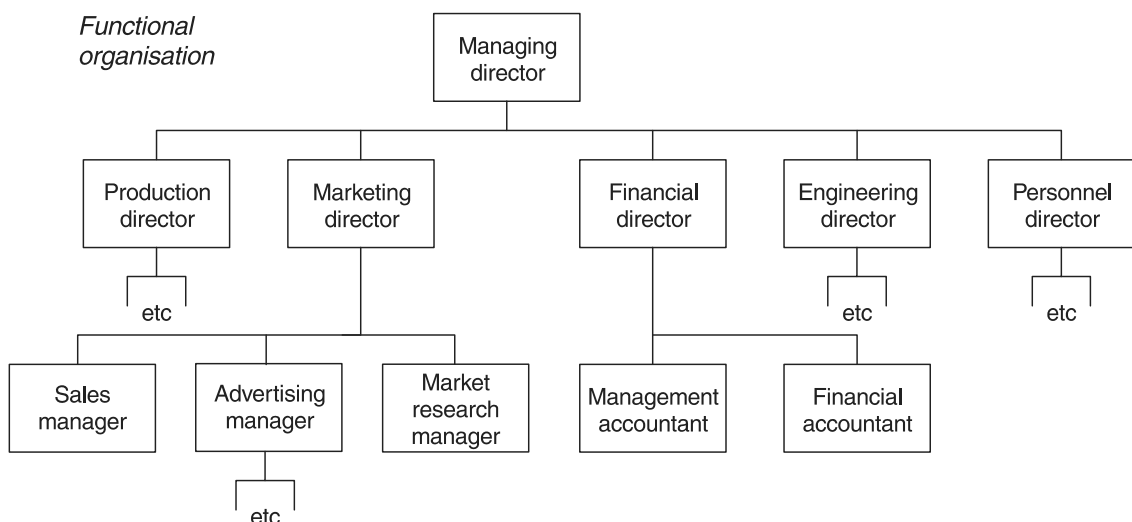 Functional
organisation
Managing
director
Production
director
Marketing
director
Financial
director
Engineering
director
Personnel
director
etc
etc
etc
Sales
manager
Advertising
manager
Market
research
manager
Management
accountant
Financial
accountant
etc